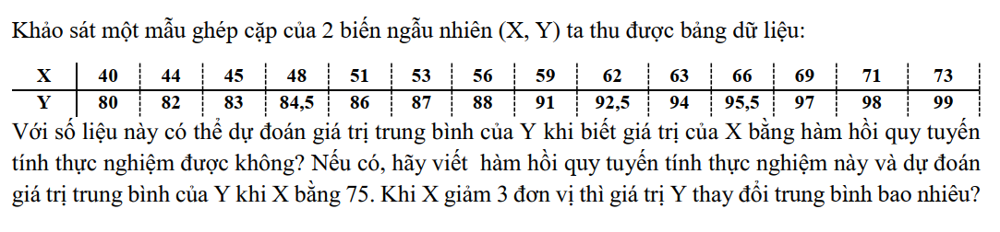 Khảo sát một mẫu ghép cặp của 2 biến ngẫu nhiên (X, Y) ta thu được bảng dữ liệu:
X 40 44 45 48 51 53 56 59 62 63 66 69 71 73
Y 80 82 83 84,5 86 87 88 91 92,5 94 95,5 97 98 99
Với số liệu này có thể dự đoán giá trị trung bình của Y khi biết giá trị của X bằng hàm hồi quy tuyến
tính thực nghiệm được không? Nếu có, hãy viết hàm hồi quy tuyến tính thực nghiệm này và dự đoán
giá trị trung bình của Y khi X bằng 75. Khi X giảm 3 đơn vị thì giá trị Y thay đổi trung bình bao nhiêu?